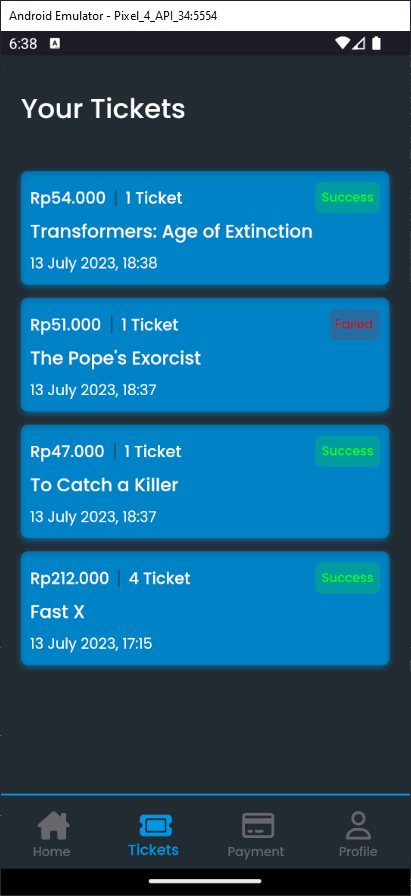 Android Emulator - Pixel_4_API_34:5554
6:38 A
Your Tickets
Rp54.000 | 1 Ticket Success
Transformers: Age of Extinction
13 July 2023, 18:38
Rp51.000 | 1 Ticket Failed
The Pope's Exorcist
13 July 2023, 18:37
Rp47.000 | 1 Ticket Success
To Catch a Killer
13 July 2023, 18:37
Rp212.000 | 4 Ticket Success
Fast X
13 July 2023, 17:15
Home Tickets Payment Profile